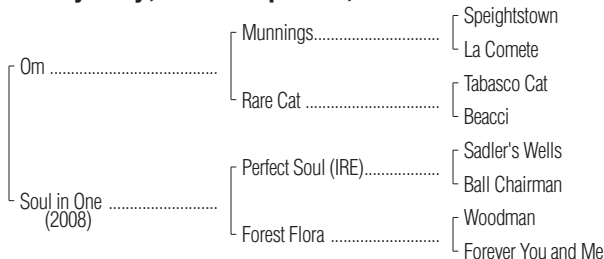 Speightstown
Munnings
La Comete
Om
Tabasco Cat
Rare Cat
Beacci
Sadler's Wells
Perfect Soul (IRE)
Ball Chairman
Soul in One
(2008)
Woodman
Forest Flora
Forever You and Me